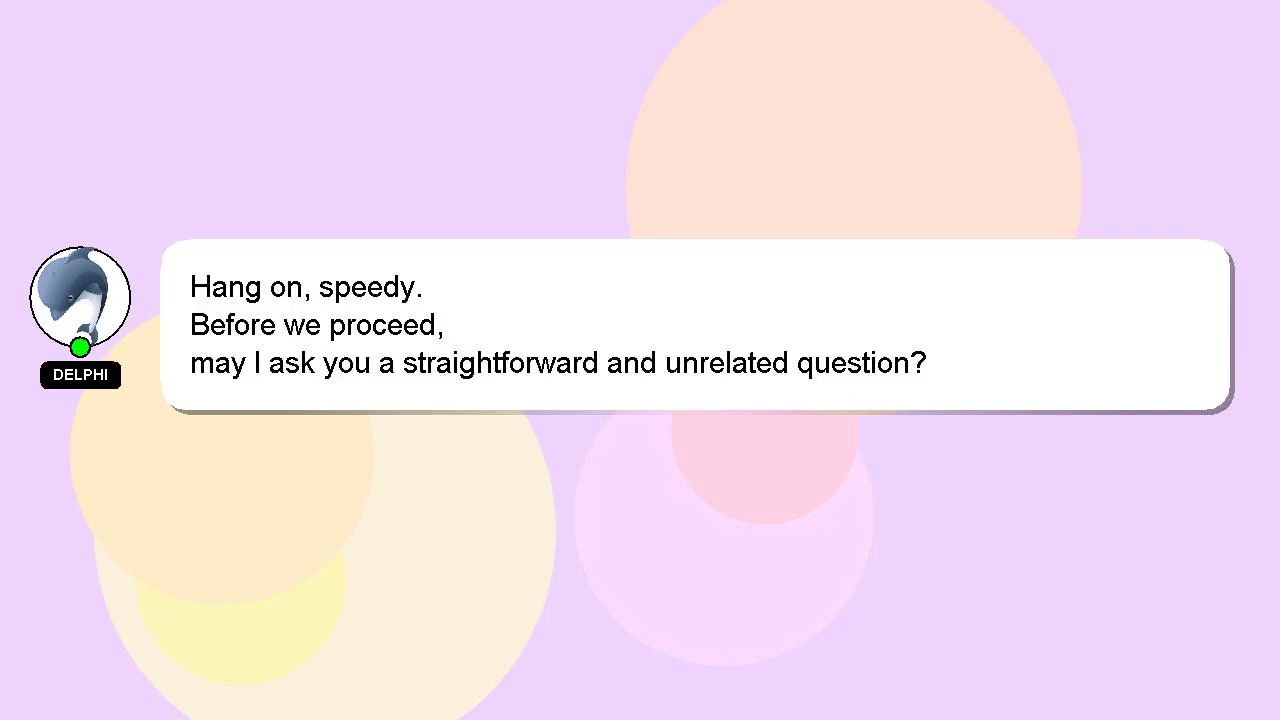 Hang on, speedy.
Before we proceed,
may I ask you a straightforward and unrelated question?
DELPHI